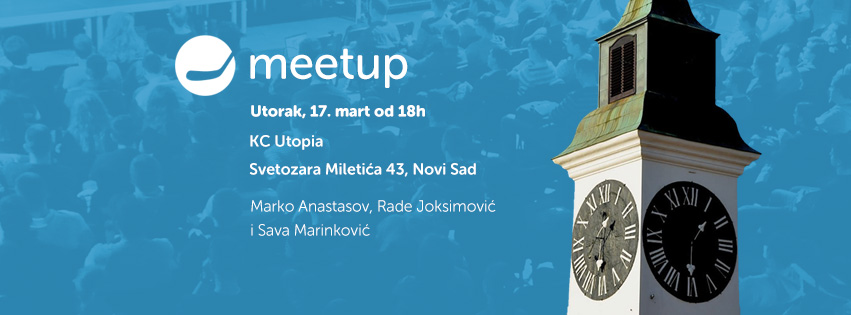 meetup
Utorak, 17. mart od 18h
KC Utopia
Svetozara Miletića 43, Novi Sad
Marko Anastasov, Rade Joksimović
i Sava Marinković